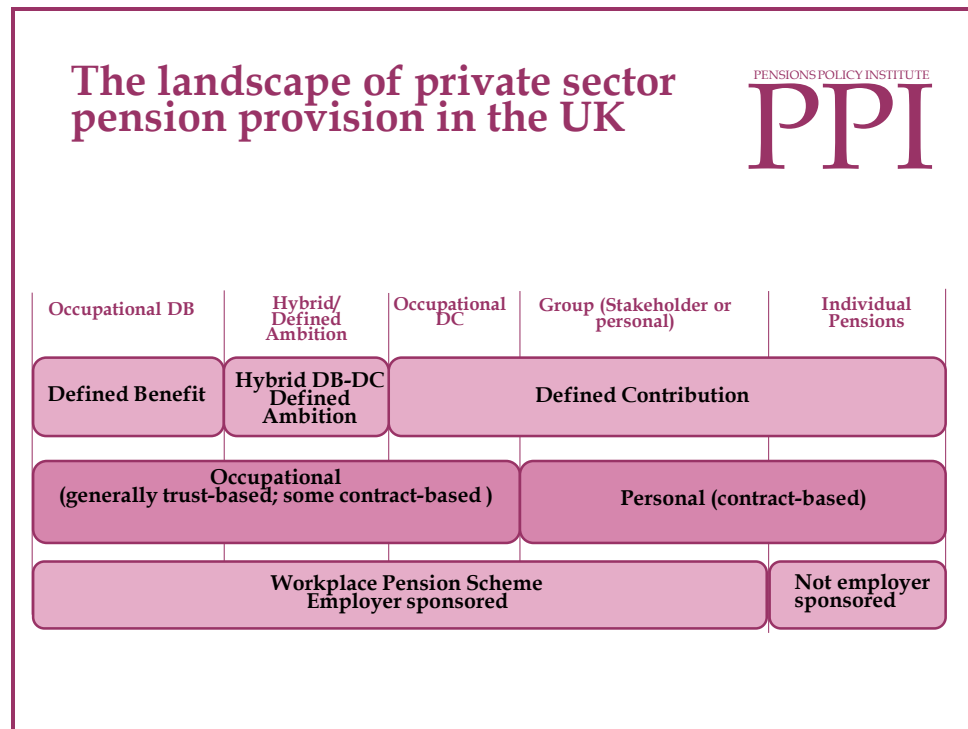 The landscape of private sector
pension provision in the UK
PENSIONS POLICY INSTITUTE
PPI
Occupational DB
Hybrid/
Defined
Ambition
Occupational
DC
Group (Stakeholder or
personal)
Individual
Pensions
Defined Benefit
Hybrid DB-DC
Defined
Ambition
Defined Contribution
Occupational
(generally trust-based; some contract-based )
Personal (contract-based)
Workplace Pension Scheme
Employer sponsored
Not employer
sponsored